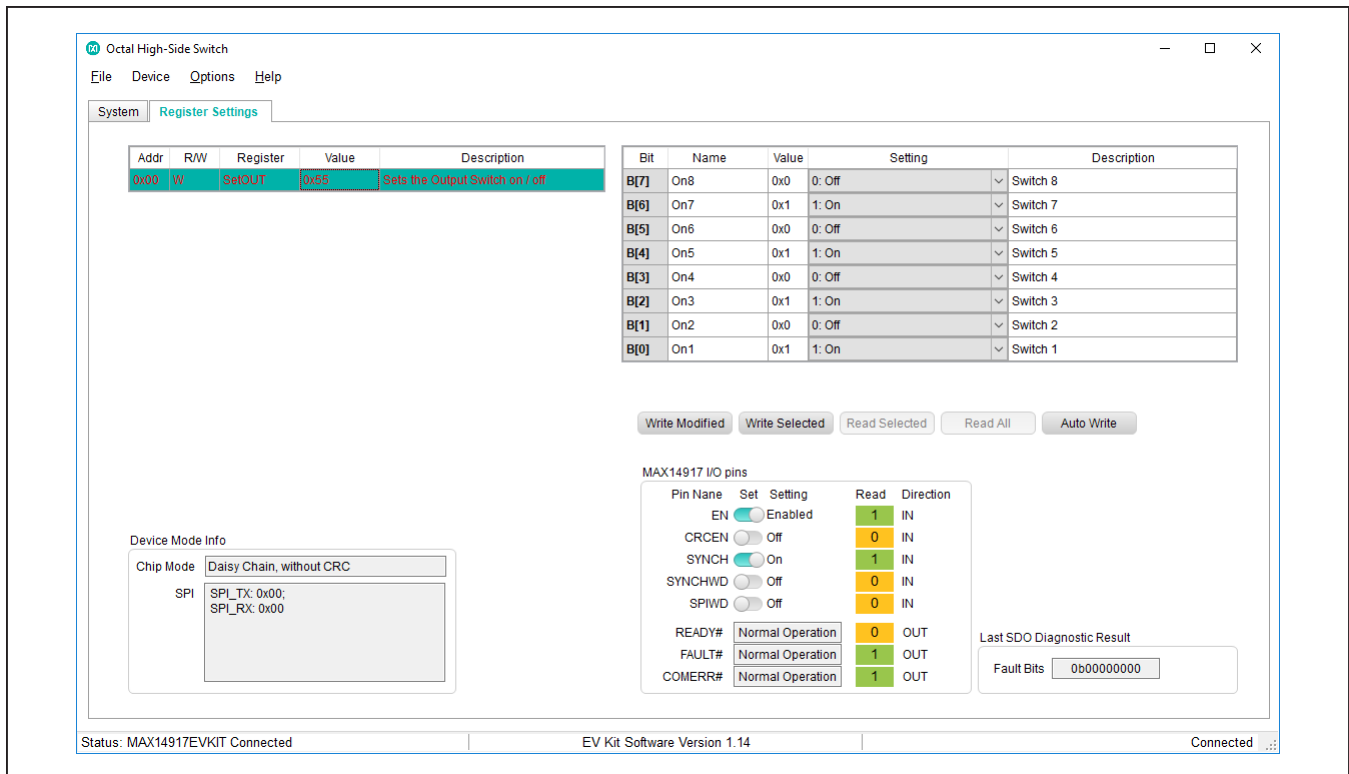 Octal High-Side Switch
File Device Options Help
System Register Settings
Addr R/W Register Value Description
0x00 W SetOUT 0x55 Sets the Output Switch on / off
Bit Name Value Setting Description
B[7] On8 0x0 0: Off Switch 8
B[6] On7 0x1 1: On Switch 7
B[5] On6 0x0 0: Off Switch 6
B[4] On5 0x1 1: On Switch 5
B[3] On4 0x0 0: Off Switch 4
B[2] On3 0x1 1: On Switch 3
B[1] On2 0x0 0: Off Switch 2
B[0] On1 0x1 1: On Switch 1
Write Modified Write Selected Read Selected Read All Auto Write
MAX14917 I/O pins
Pin Nane Set Setting Read Direction
EN Enabled 1 IN
CRCEN Off 0 IN
SYNCH On 1 IN
SYNCHWD Off 0 IN
SPIWD Off 0 IN
READY# Normal Operation 0 OUT
FAULT# Normal Operation 1 OUT
COMERR# Normal Operation 1 OUT
Device Mode Info
Chip Mode Daisy Chain, without CRC
SPI SPI_TX: 0x00;
SPI_RX: 0x00
Last SDO Diagnostic Result
Fault Bits 0b00000000
Status: MAX14917EVKIT Connected EV Kit Software Version 1.14 Connected